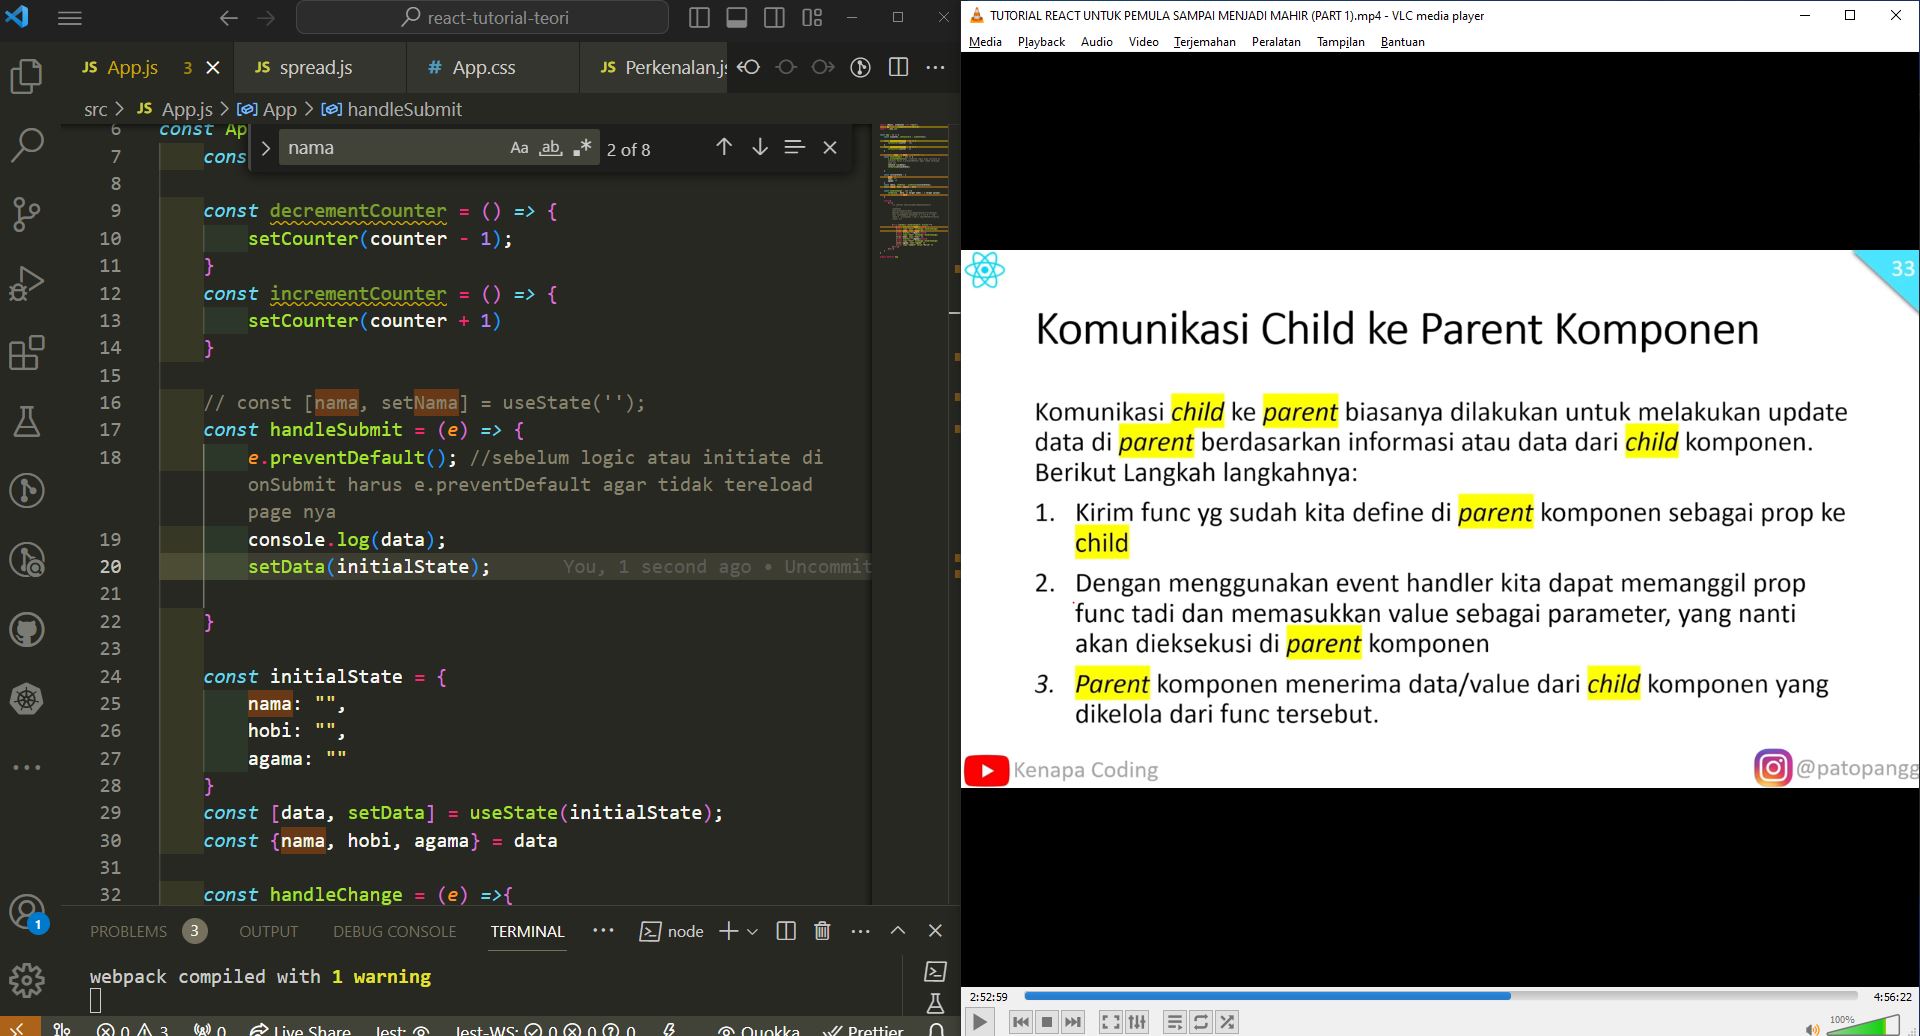 react-tutorial-teori
JS App.js 3
JS spread.js
# App.css
JS Perkenalan.js
src > JS App.js > App > handleSubmit
nama
Aa ab .*
2 of 8
6 const Ap
7 cons
8
9 const decrementCounter = () => {
10 setCounter(counter - 1);
11 }
12 const incrementCounter = () => {
13 setCounter(counter + 1)
14 }
15
16 // const [nama, setNama] = useState('');
17 const handleSubmit = (e) => {
18 e.preventDefault(); //sebelum logic atau initiate di
onSubmit harus e.preventDefault agar tidak tereload
page nya
19 console.log(data);
20 setData(initialState); You, 1 second ago • Uncommit
21
22 }
23
24 const initialState = {
25 nama: "",
26 hobi: "",
27 agama: ""
28 }
29 const [data, setData] = useState(initialState);
30 const {nama, hobi, agama} = data
31
32 const handleChange = (e) =>{
PROBLEMS 3 OUTPUT DEBUG CONSOLE TERMINAL ... node
webpack compiled with 1 warning
1
0 3 0 Live Share Jest: Jest-WS: 0 0 0 Quokka Prettier
TUTORIAL REACT UNTUK PEMULA SAMPAI MENJADI MAHIR (PART 1).mp4 - VLC media player
Media Playback Audio Video Terjemahan Peralatan Tampilan Bantuan
33
Komunikasi Child ke Parent Komponen
Komunikasi child ke parent biasanya dilakukan untuk melakukan update
data di parent berdasarkan informasi atau data dari child komponen.
Berikut Langkah langkahnya:
1. Kirim func yg sudah kita define di parent komponen sebagai prop ke
child
2. Dengan menggunakan event handler kita dapat memanggil prop
func tadi dan memasukkan value sebagai parameter, yang nanti
akan dieksekusi di parent komponen
3. Parent komponen menerima data/value dari child komponen yang
dikelola dari func tersebut.
Kenapa Coding
@patopangg
2:52:59
4:56:22
100%